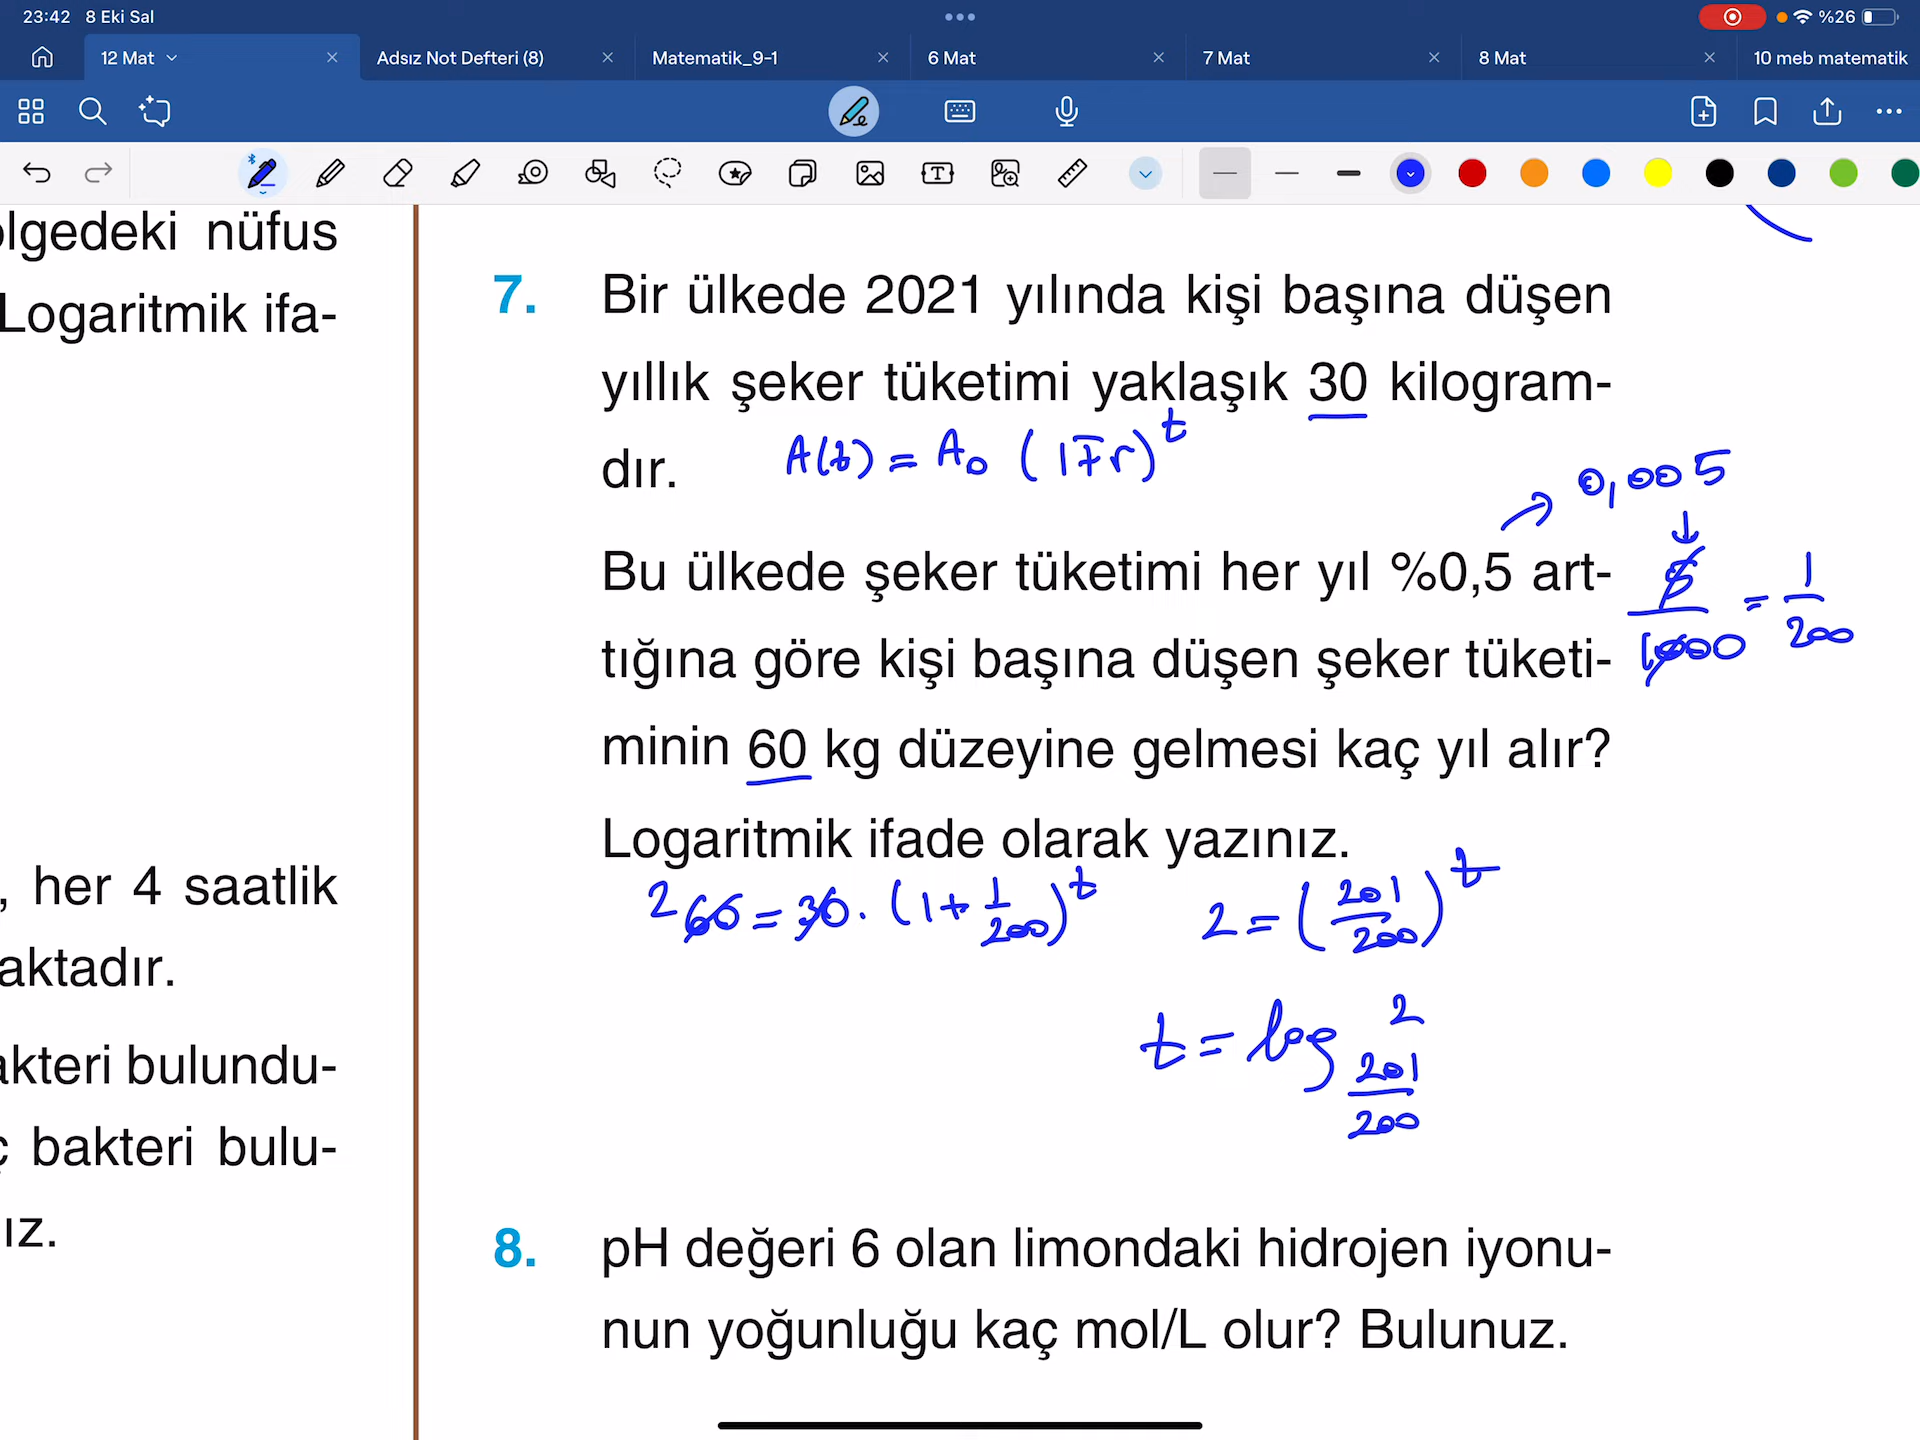 23:42 8 Eki Sal
%26
12 Mat
Adsız Not Defteri (8)
Matematik_9-1
6 Mat
7 Mat
8 Mat
10 meb matematik
lgedeki nüfus
Logaritmik ifa-
, her 4 saatlik
aktadır.
akteri bulundu-
ç bakteri bulu-
ız.
7. Bir ülkede 2021 yılında kişi başına düşen
yıllık şeker tüketimi yaklaşık 30 kilogram-
dır.
A(t) = A₀ (1∓r)^t
0,005
Bu ülkede şeker tüketimi her yıl %0,5 art-
5/1000 = 1/200
tığına göre kişi başına düşen şeker tüketi-
minin 60 kg düzeyine gelmesi kaç yıl alır?
Logaritmik ifade olarak yazınız.
2 60 = 30. (1+1/200)^t
2 = (201/200)^t
t = log_{201/200} 2
8. pH değeri 6 olan limondaki hidrojen iyonu-
nun yoğunluğu kaç mol/L olur? Bulunuz.